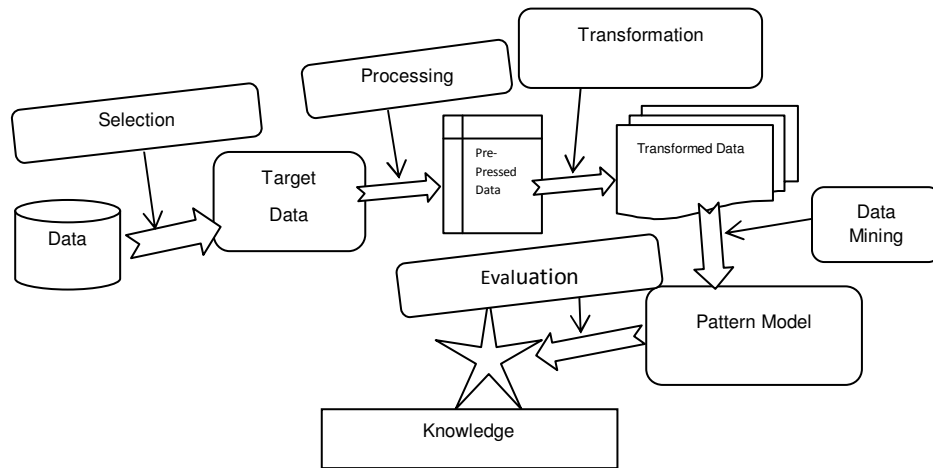 Transformation
Processing
Selection
Data
Target
Data
Pre-
Pressed
Data
Transformed Data
Data
Mining
Evaluation
Pattern Model
Knowledge